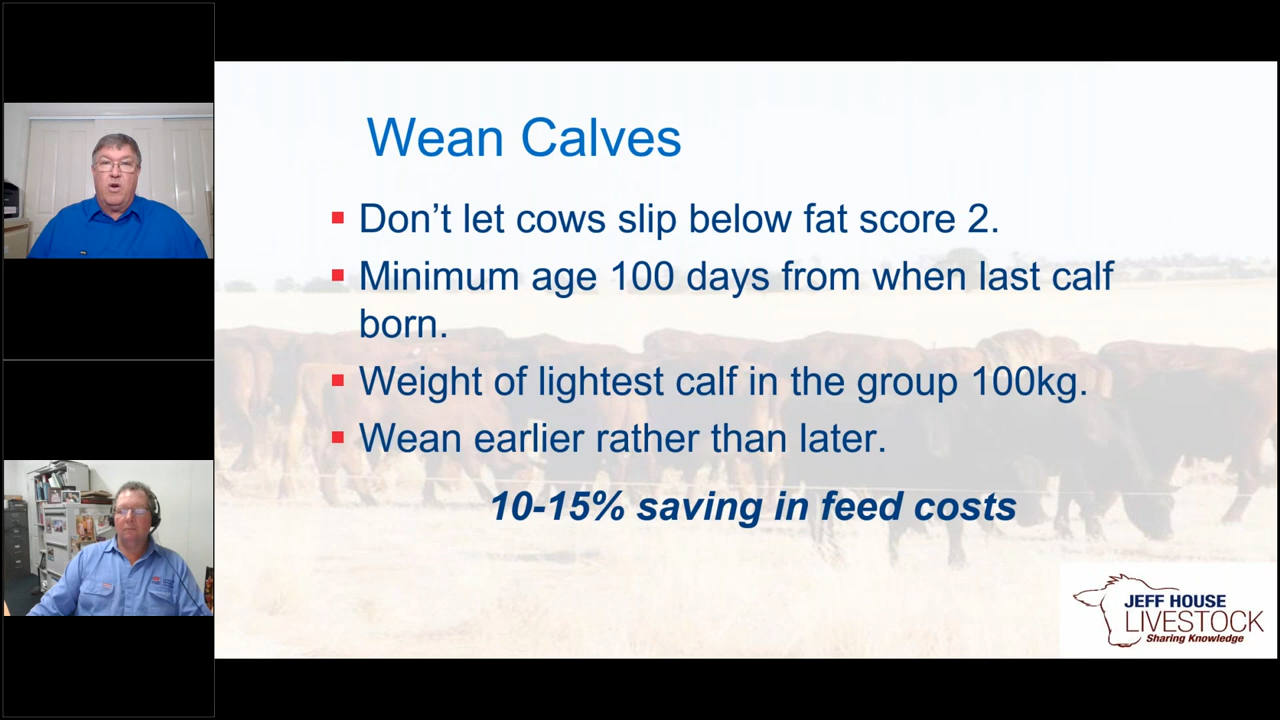 Wean Calves
Don't let cows slip below fat score 2.
Minimum age 100 days from when last calf
born.
Weight of lightest calf in the group 100kg.
Wean earlier rather than later.
10-15% saving in feed costs
JEFF HOUSE
LIVESTOCK
Sharing Knowledge